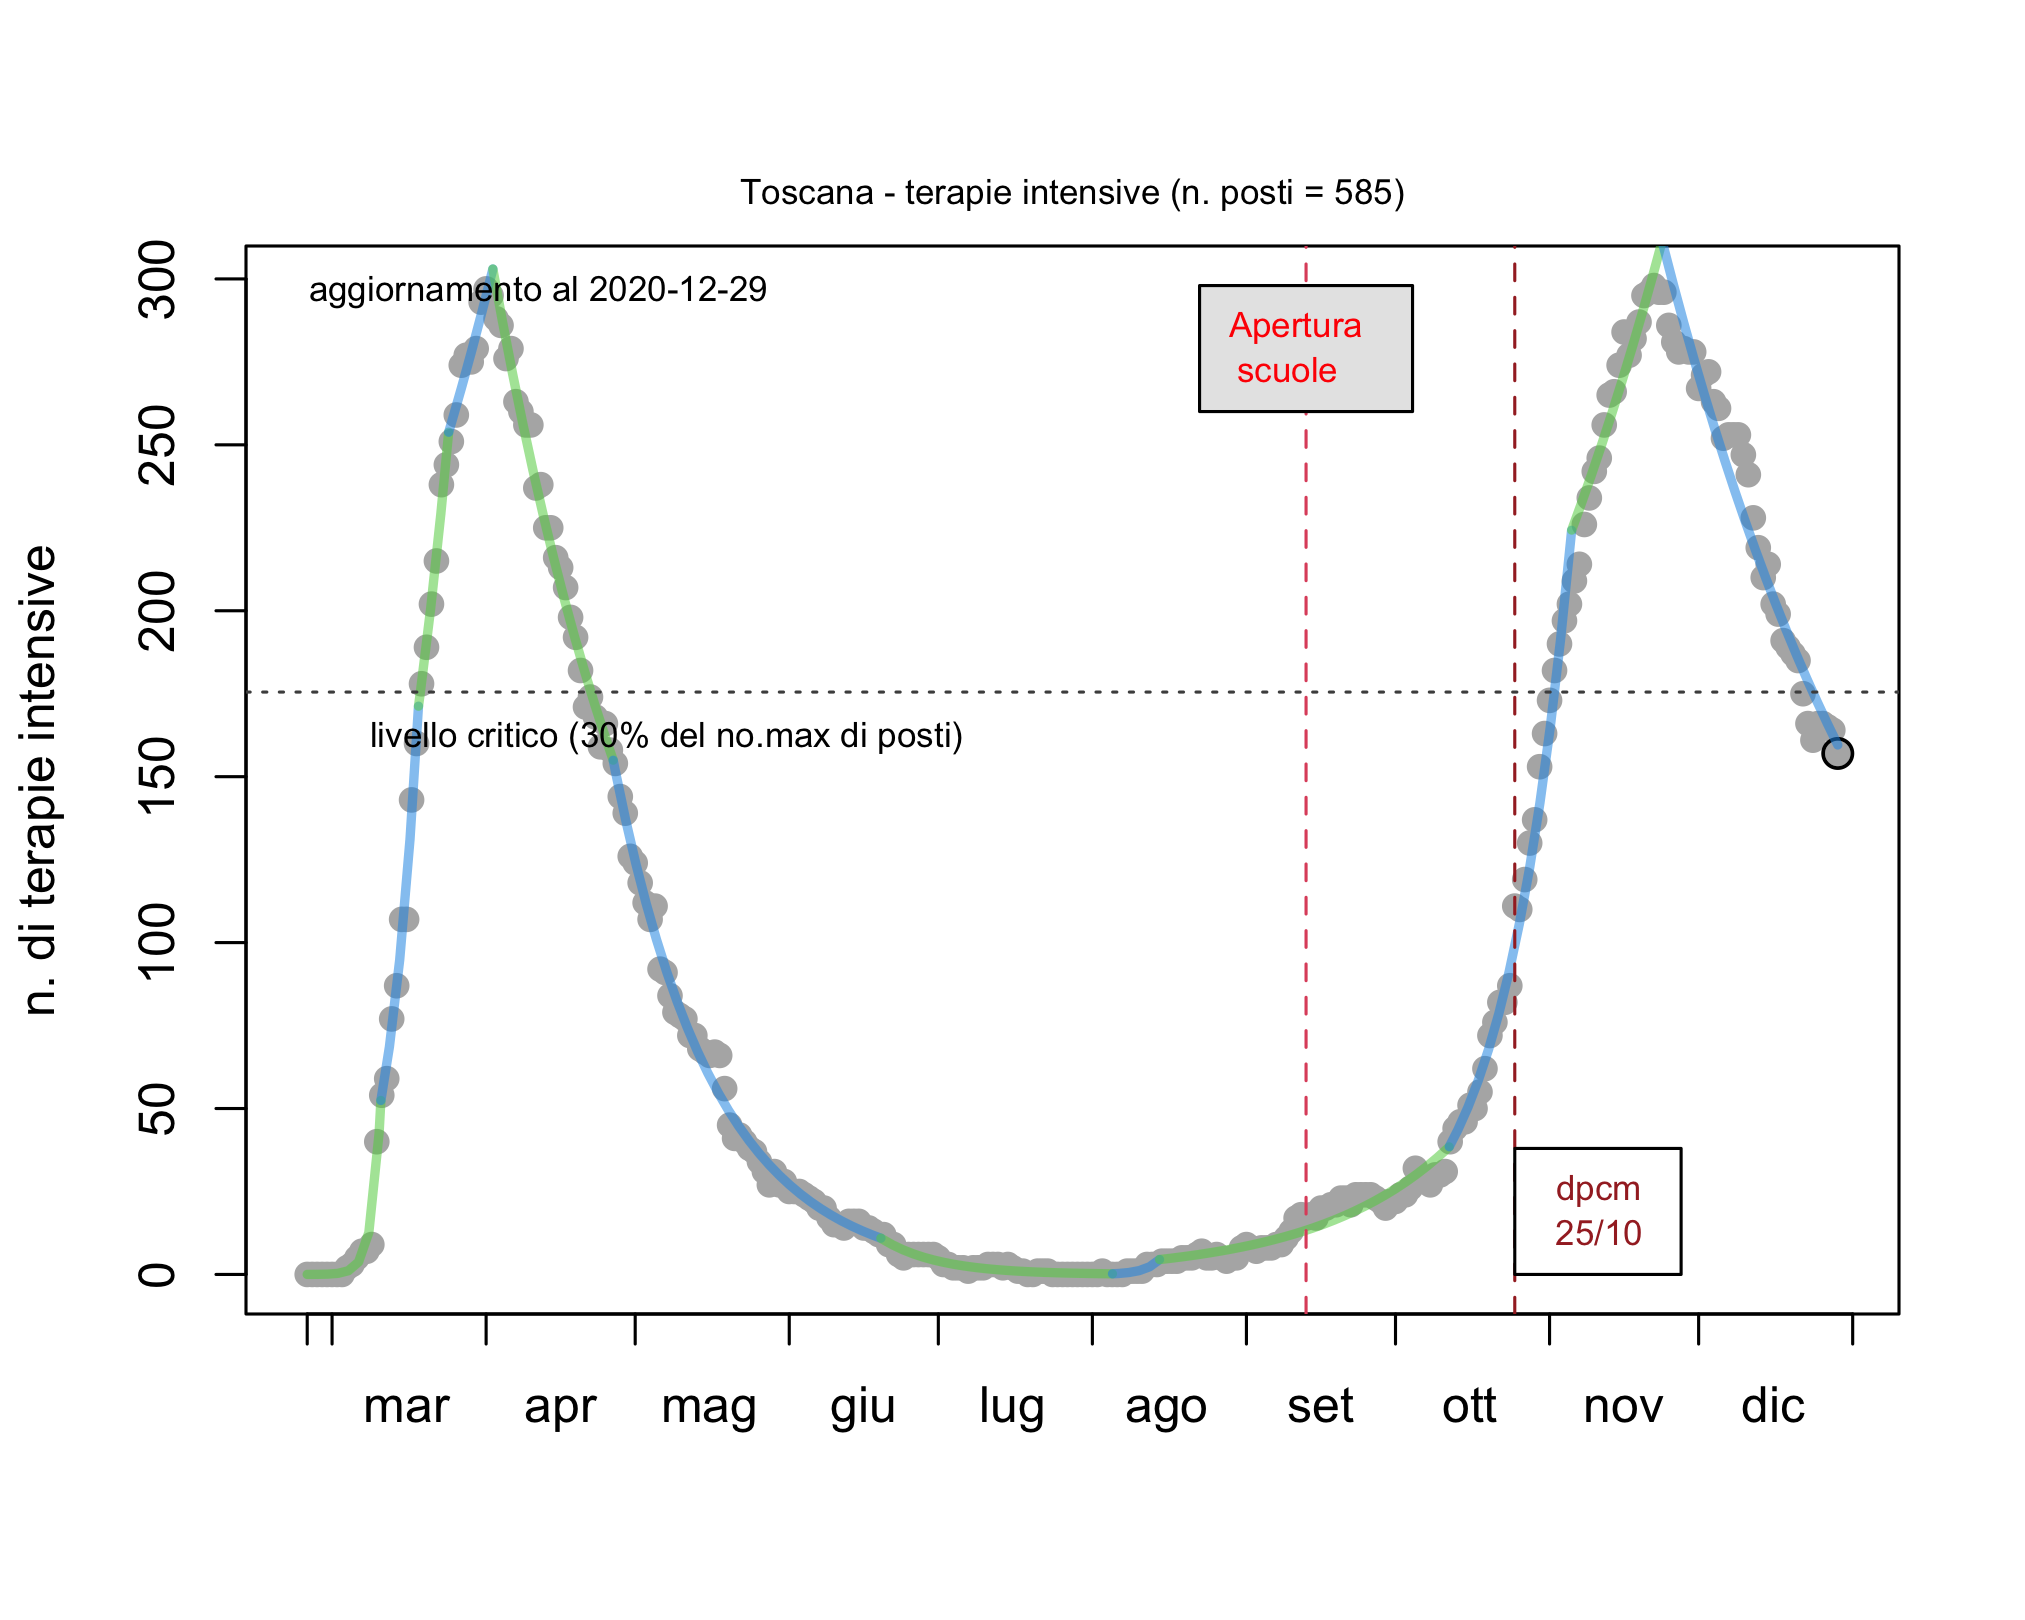 Toscana - terapie intensive (n. posti = 585)
aggiornamento al 2020-12-29
Apertura
scuole
livello critico (30% del no.max di posti)
dpcm
25/10
n. di terapie intensive
300
250
200
150
100
50
0
mar apr mag giu lug ago set ott nov dic